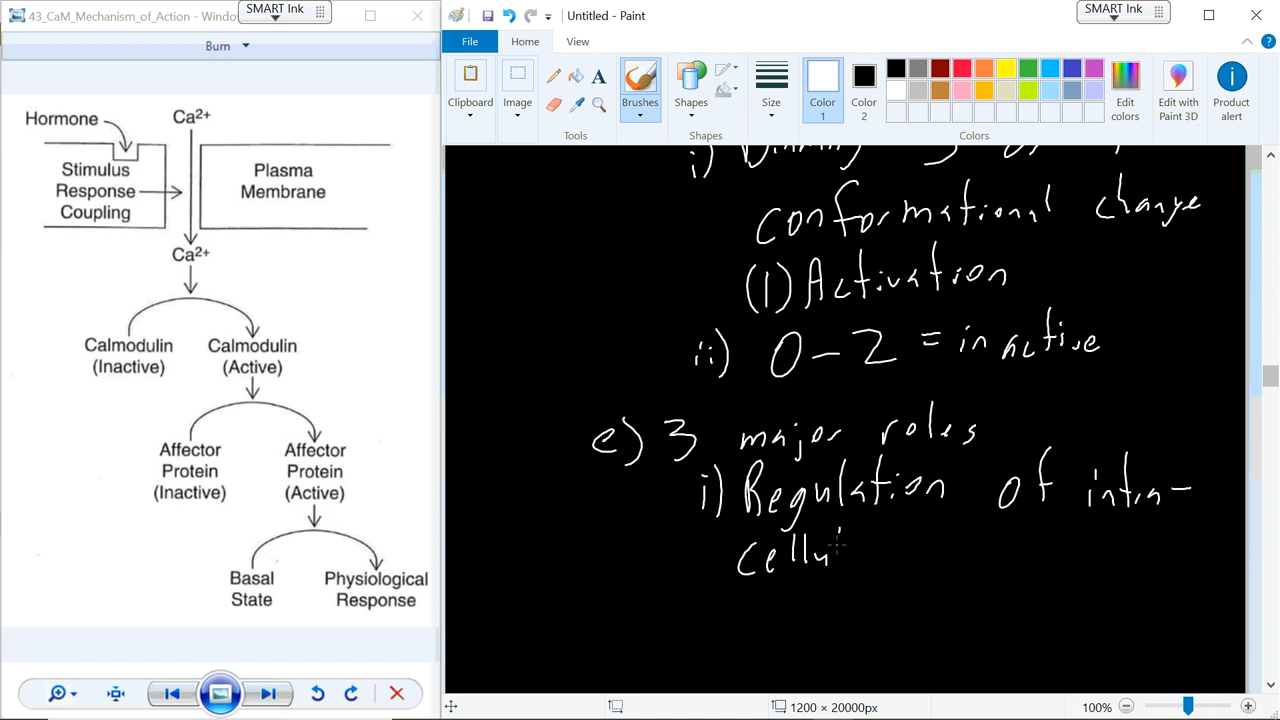 43_CaM_Mechanism_of_Action - Window
SMART Ink
Burn
Hormone
Ca2+
Stimulus
Response
Coupling
Plasma
Membrane
Ca2+
Calmodulin
(Inactive)
Calmodulin
(Active)
Affector
Protein
(Inactive)
Affector
Protein
(Active)
Basal
State
Physiological
Response
Untitled - Paint
SMART Ink
File
Home
View
Clipboard
Image
Tools
Brushes
Shapes
Shapes
Size
Color
1
Color
2
Edit
colors
Colors
Edit with
Paint 3D
Product
alert
i)
conformational change
(1) Activation
ii) 0 - 2 = inactive
e) 3 major roles
i) Regulation of intra-
cellu
1200 × 20000px
100%